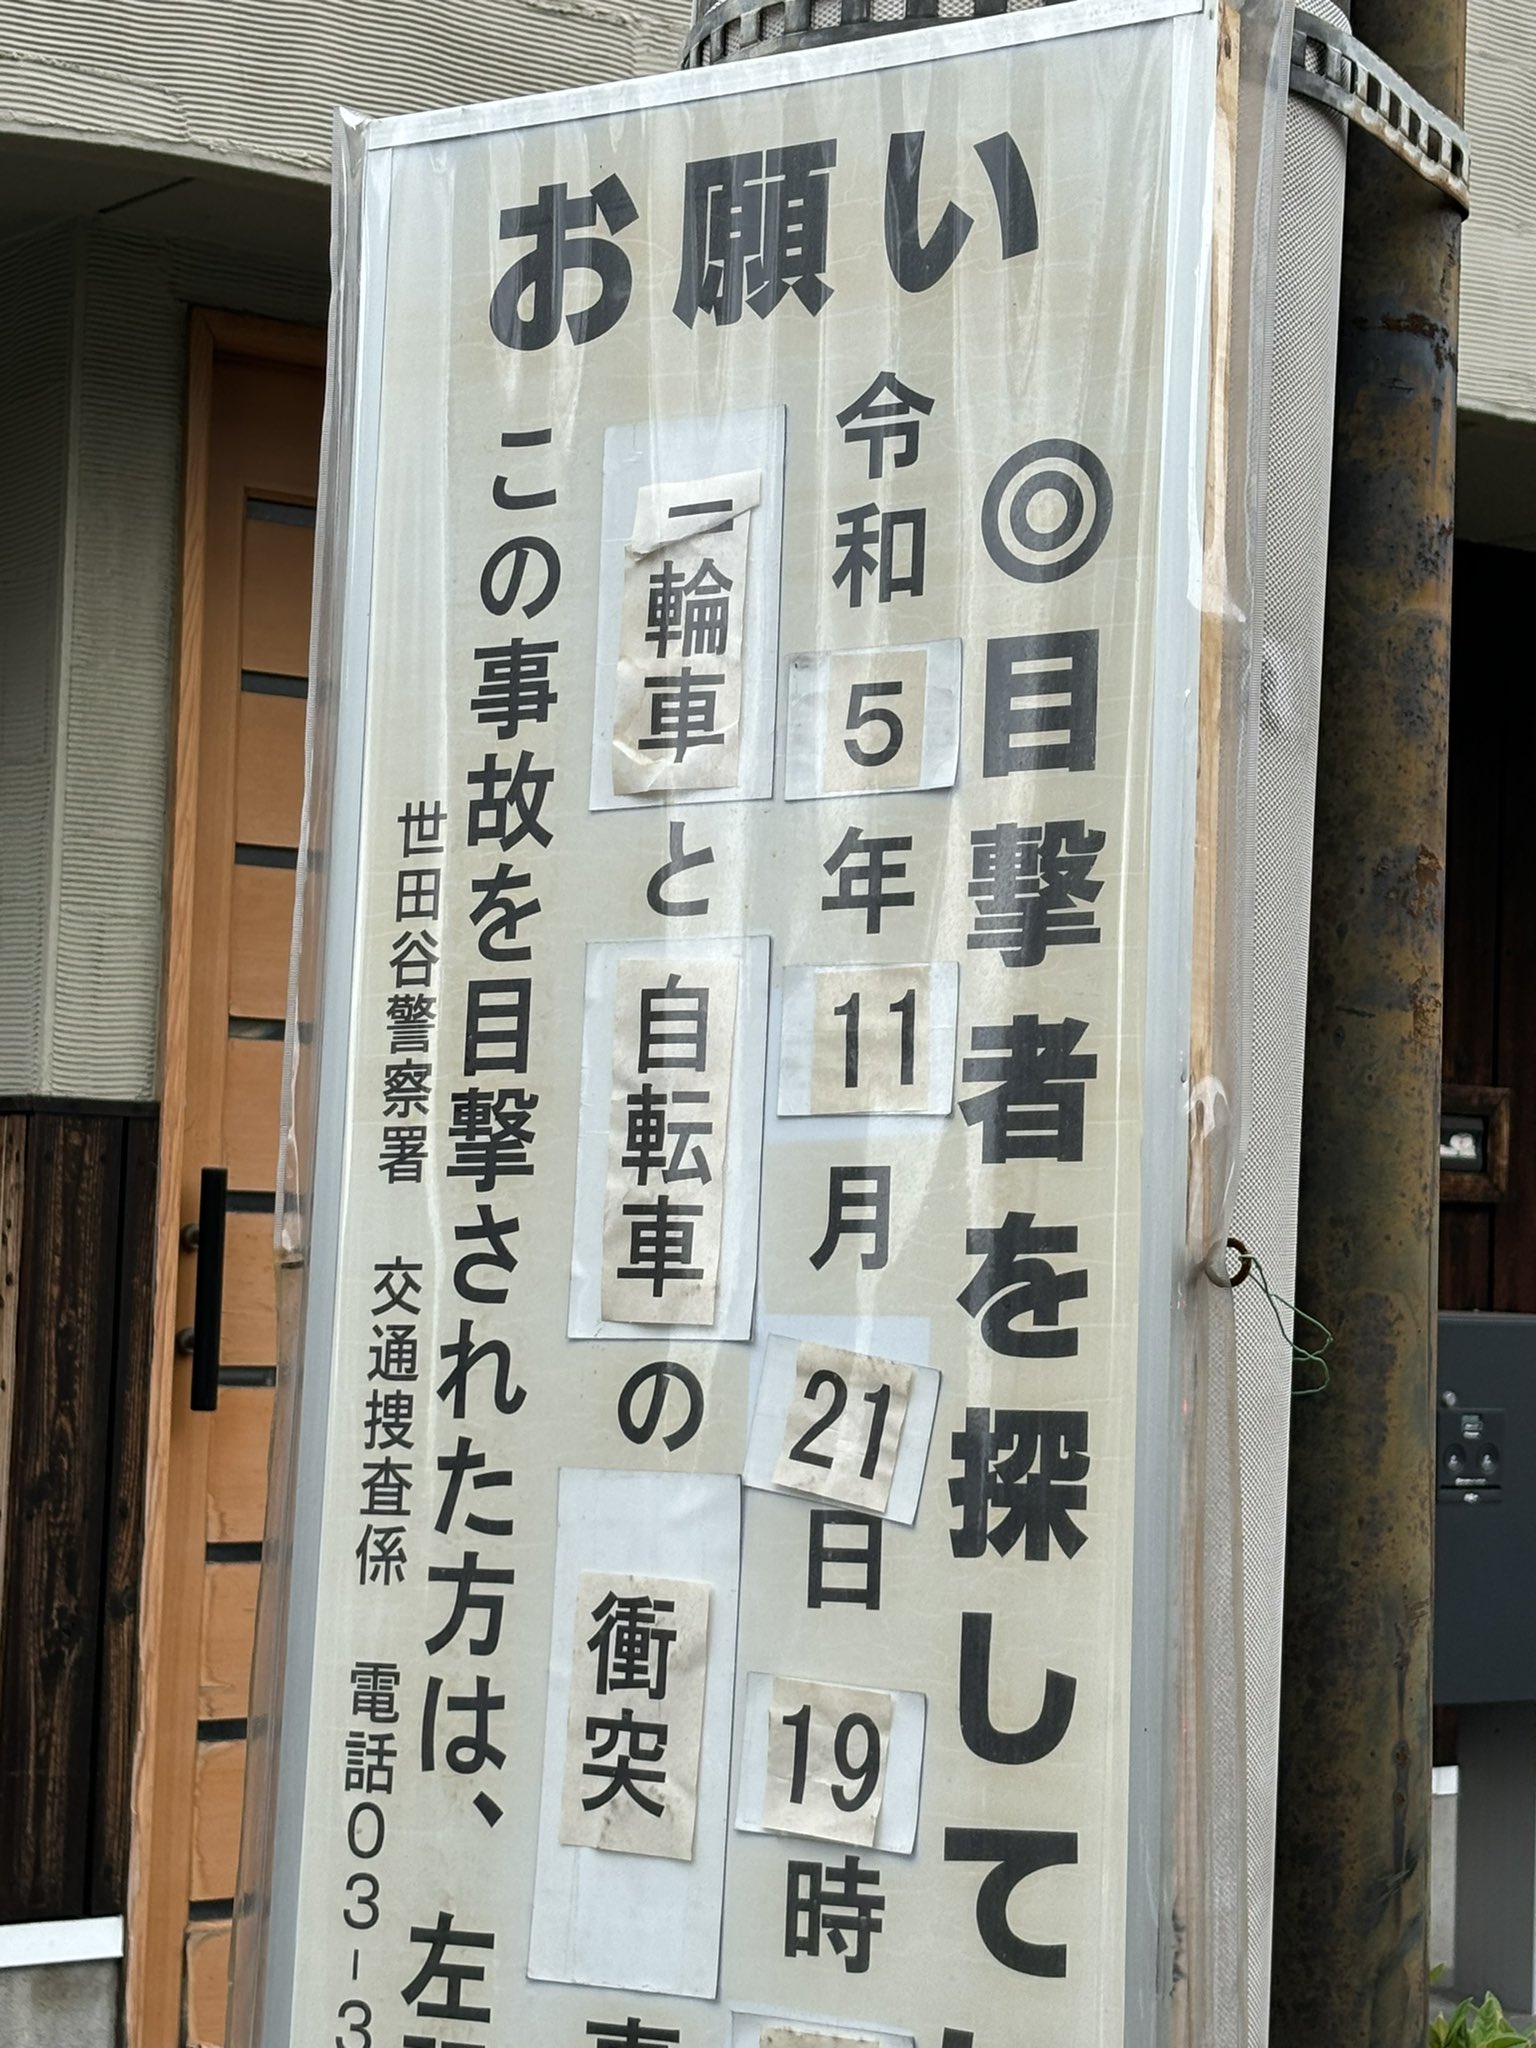 お願い
◎目撃者を探して
令和5年11月21日19時
二輪車と自転車の衝突事
この事故を目撃された方は、左
世田谷警察署 交通捜査係 電話03-3